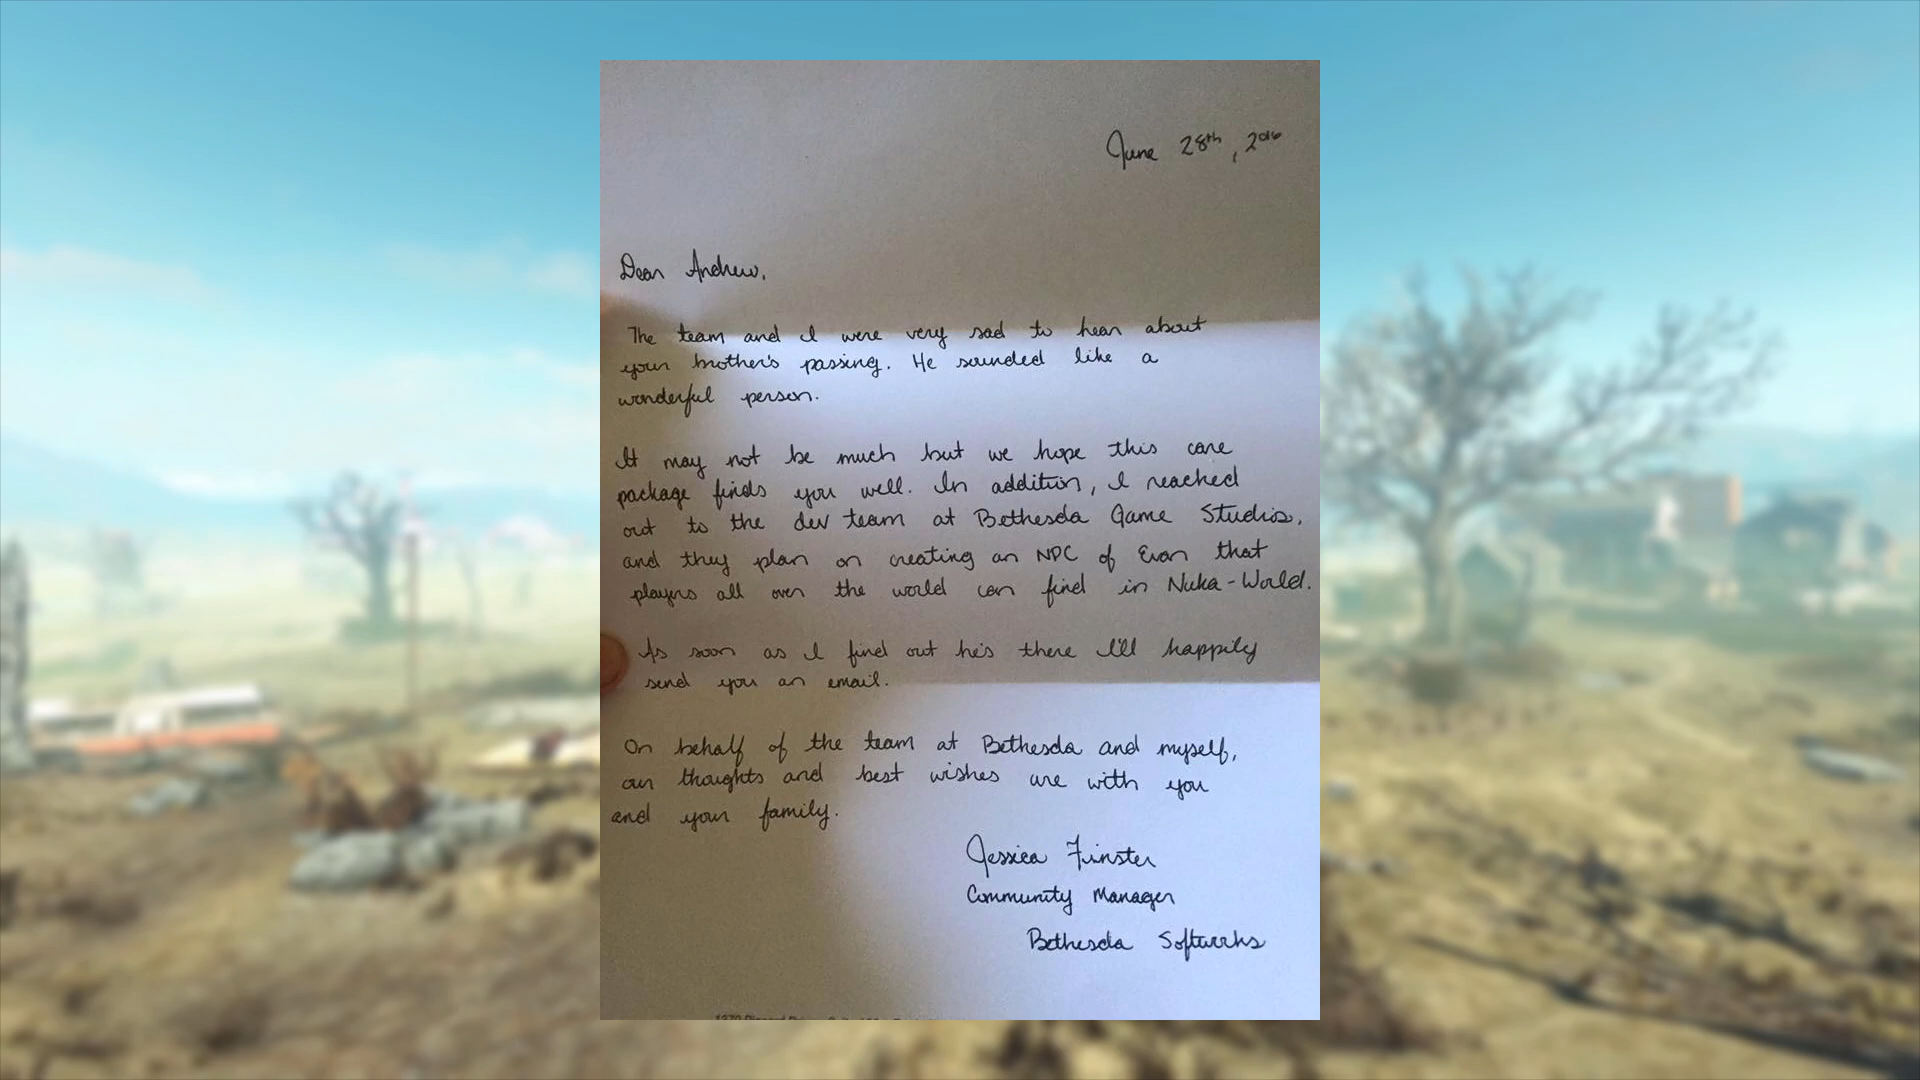 June 28th, 2016
Dear Andrew,
The team and I were very sad to hear about
your brother's passing. He sounded like a
wonderful person.
It may not be much but we hope this care
package finds you well. In addition, I reached
out to the dev team at Bethesda Game Studios,
and they plan on creating an NPC of Evan that
players all over the world can find in Nuka-World.
As soon as I find out he's there I'll happily
send you an email.
On behalf of the team at Bethesda and myself,
our thoughts and best wishes are with you
and your family.
Jessica Finster
Community Manager
Bethesda Softworks